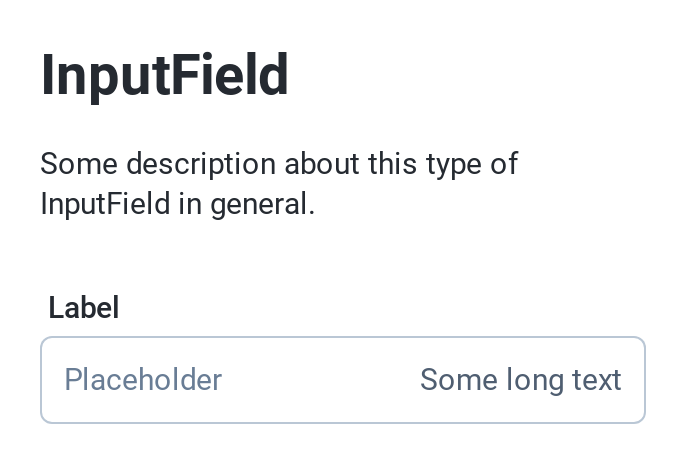 InputField
Some description about this type of
InputField in general.
Label
Placeholder Some long text